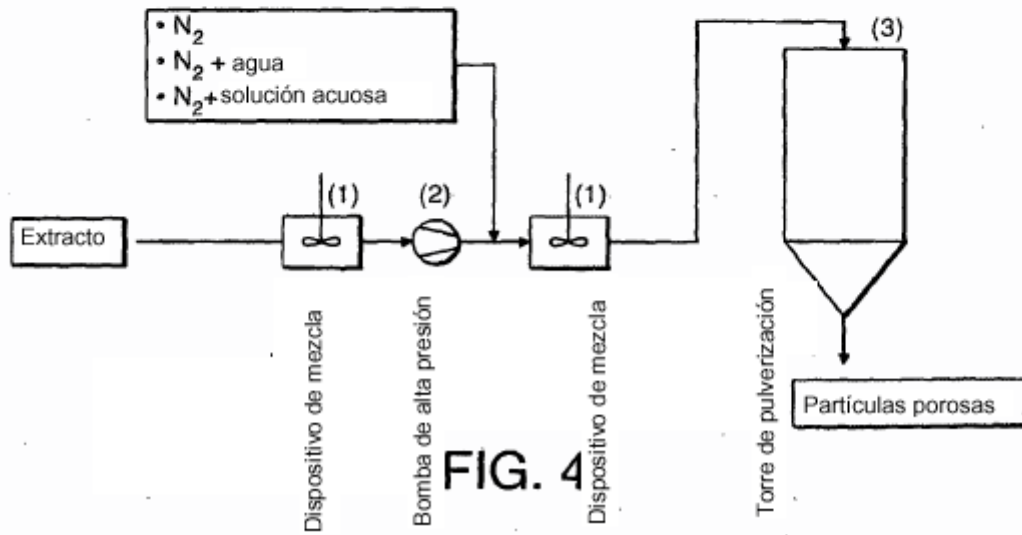 • N2
• N2 + agua
• N2+solución acuosa
(3)
(1)
(2)
(1)
Extracto
Dispositivo de mezcla
Bomba de alta presión
Dispositivo de mezcla
Torre de pulverización
Partículas porosas
FIG. 4